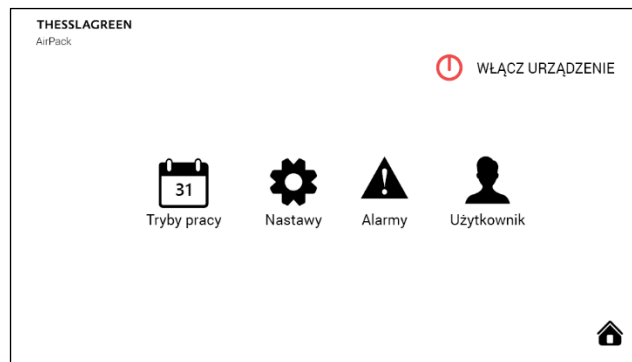 THESSLAGREEN
AirPack
WŁĄCZ URZĄDZENIE
31
Tryby pracy
Nastawy
Alarmy
Użytkownik